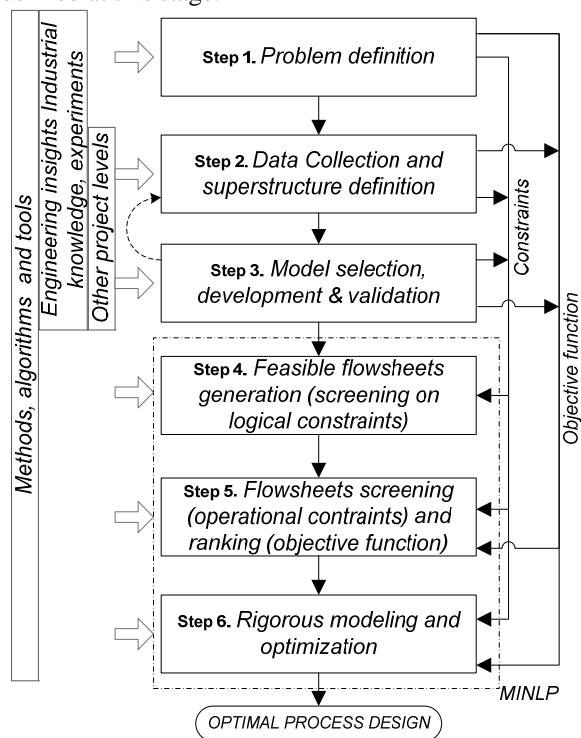 Step 1. Problem definition
Step 2. Data Collection and
superstructure definition
Step 3. Model selection,
development & validation
Step 4. Feasible flowsheets
generation (screening on
logical constraints)
Step 5. Flowsheets screening
(operational contraints) and
ranking (objective function)
Step 6. Rigorous modeling and
optimization
MINLP
OPTIMAL PROCESS DESIGN
Methods, algorithms and tools
Engineering insights Industrial
knowledge, experiments
Other project levels
Constraints
Objective function